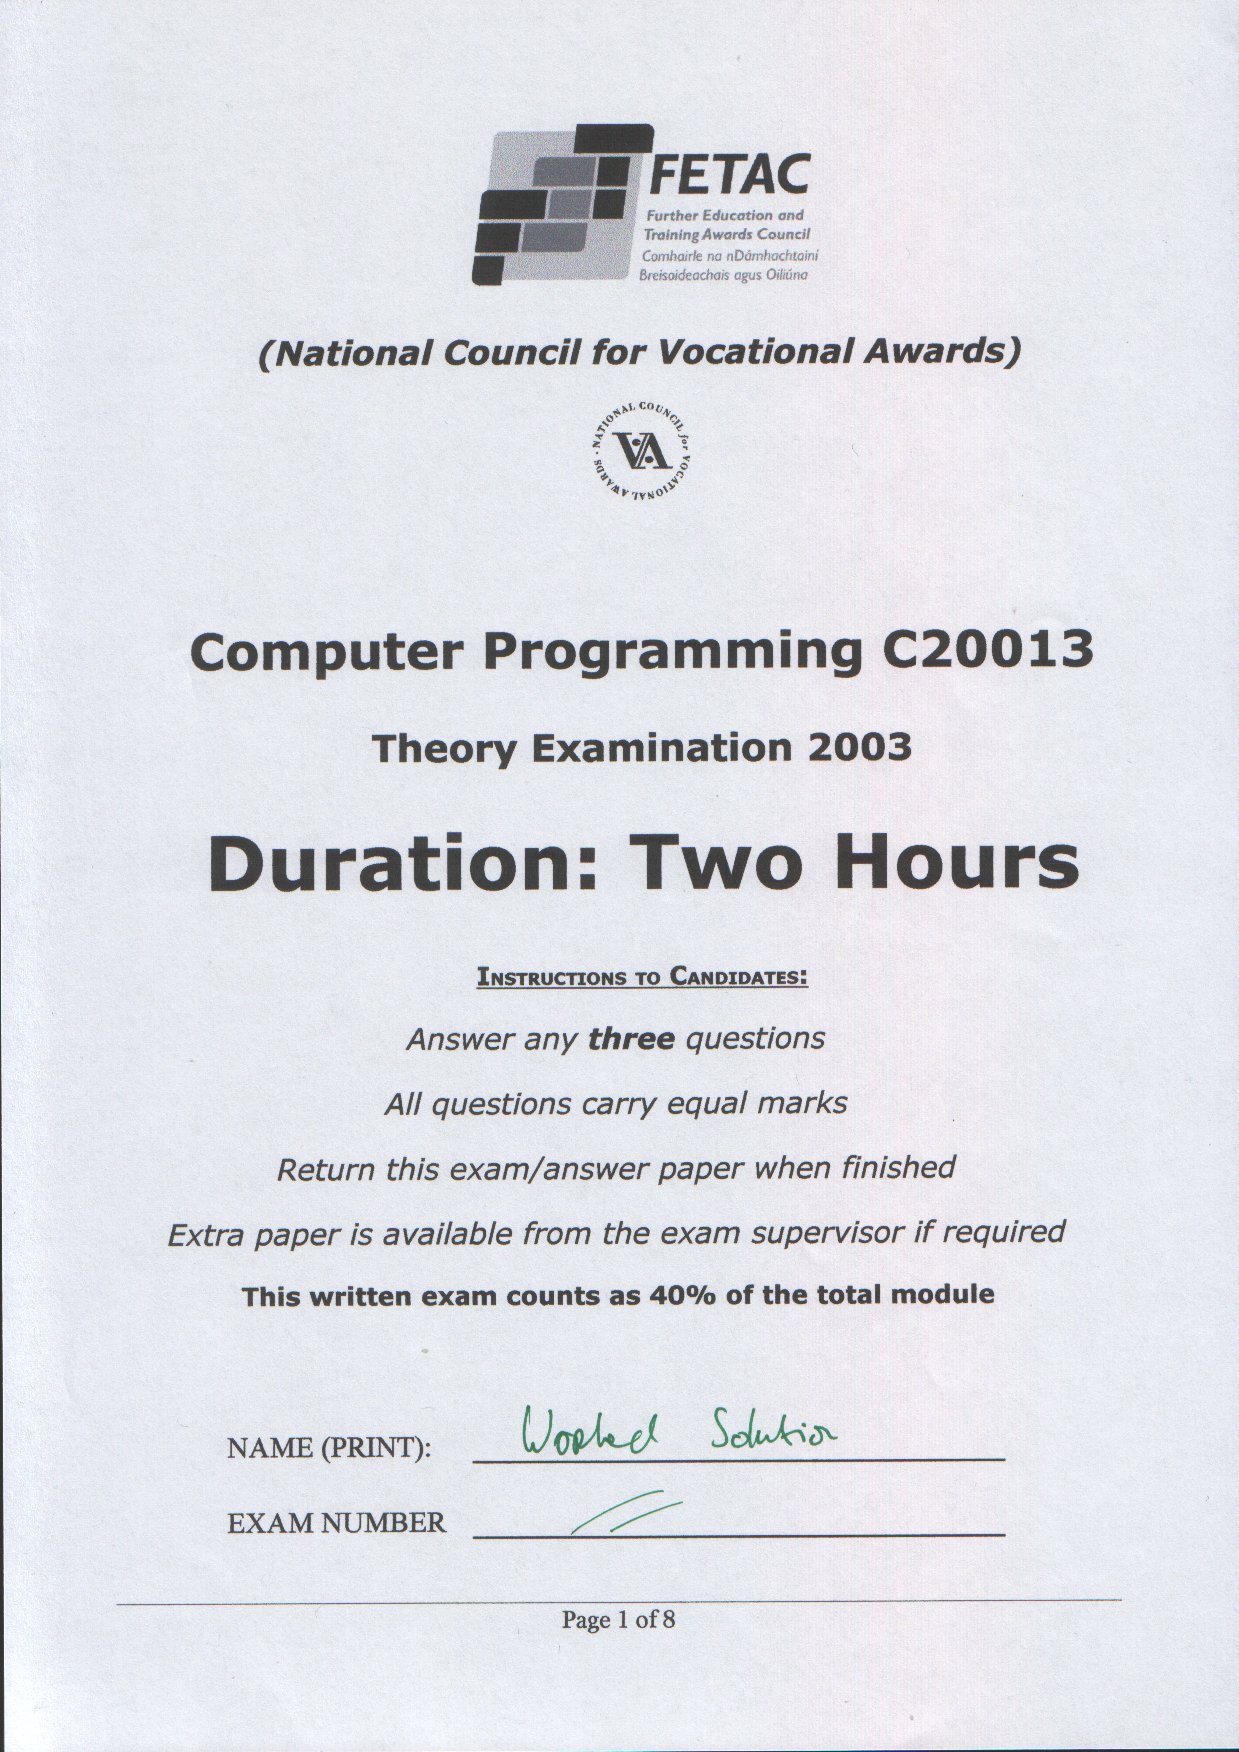 FETAC
Further Education and
Training Awards Council
Comhairle na nDámhachtainí
Breisoideachais agus Oiliúna
(National Council for Vocational Awards)
NATIONAL COUNCIL for VOCATIONAL AWARDS ·
VA
Computer Programming C20013
Theory Examination 2003
Duration: Two Hours
INSTRUCTIONS TO CANDIDATES:
Answer any three questions
All questions carry equal marks
Return this exam/answer paper when finished
Extra paper is available from the exam supervisor if required
This written exam counts as 40% of the total module
NAME (PRINT): Worked Solution
EXAM NUMBER
Page 1 of 8